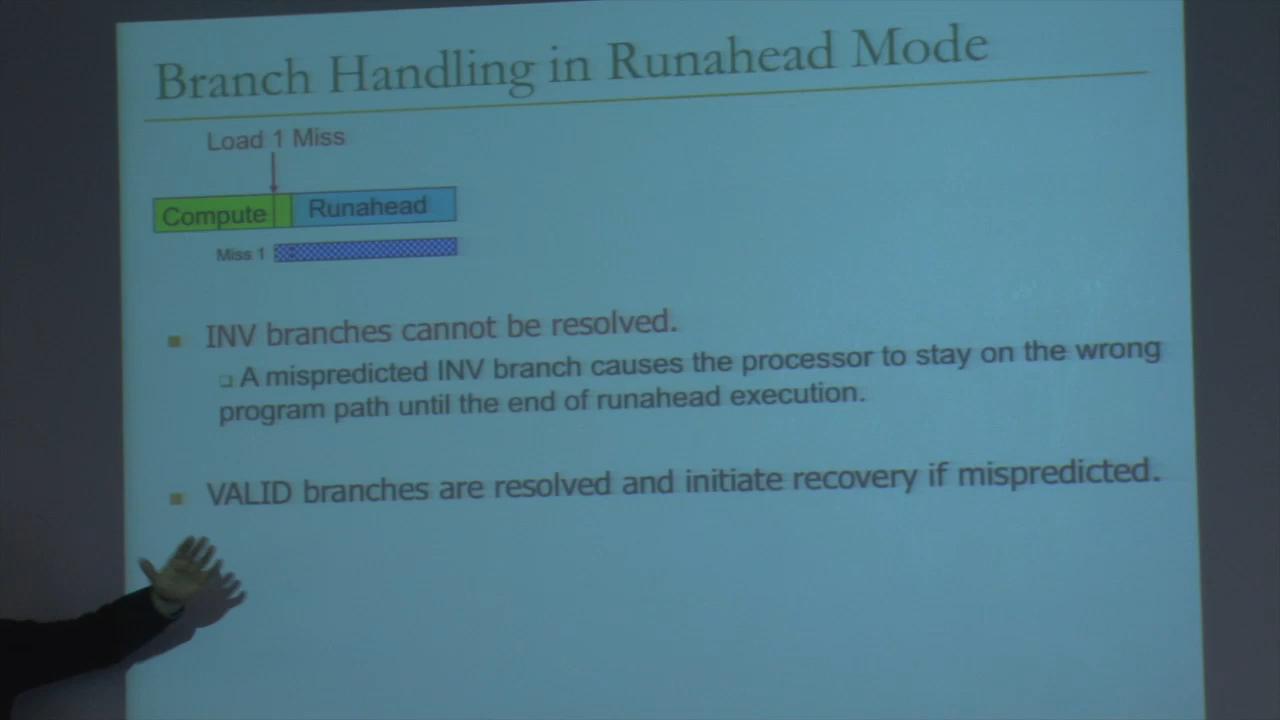 Branch Handling in Runahead Mode
Load 1 Miss
Compute
Runahead
Miss 1
INV branches cannot be resolved.
A mispredicted INV branch causes the processor to stay on the wrong
program path until the end of runahead execution.
VALID branches are resolved and initiate recovery if mispredicted.